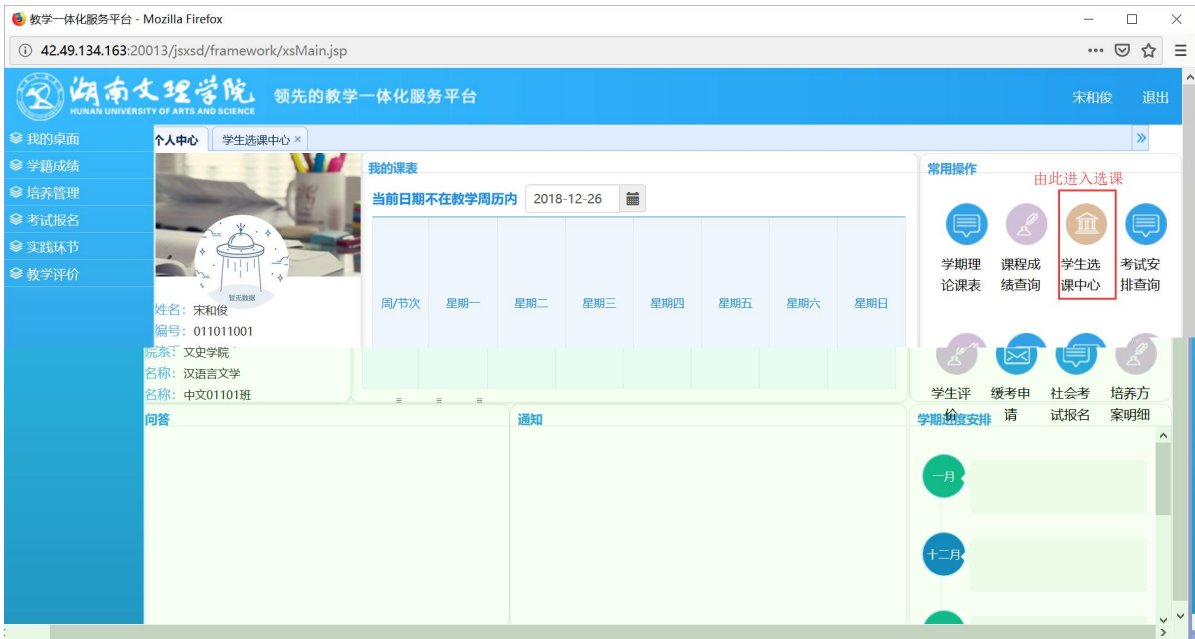 教学一体化服务平台 - Mozilla Firefox
42.49.134.163:20013/jsxsd/framework/xsMain.jsp
湖南文理学院
HUNAN UNIVERSITY OF ARTS AND SCIENCE
领先的教学一体化服务平台
宋和俊 退出
我的桌面
学籍成绩
培养管理
考试报名
实践环节
教学评价
个人中心 学生选课中心 ×
暂无数据
姓名：宋和俊
编号：011011001
院系：文史学院
名称：汉语言文学
名称：中文01101班
我的课表
当前日期不在教学周历内 2018-12-26
周/节次 星期一 星期二 星期三 星期四 星期五 星期六 星期日
常用操作
由此进入选课
学期理论课表
课程成绩查询
学生选课中心
考试安排查询
学生评价
缓考申请
社会考试报名
培养方案明细
问答
通知
学期进度安排
一月
十二月